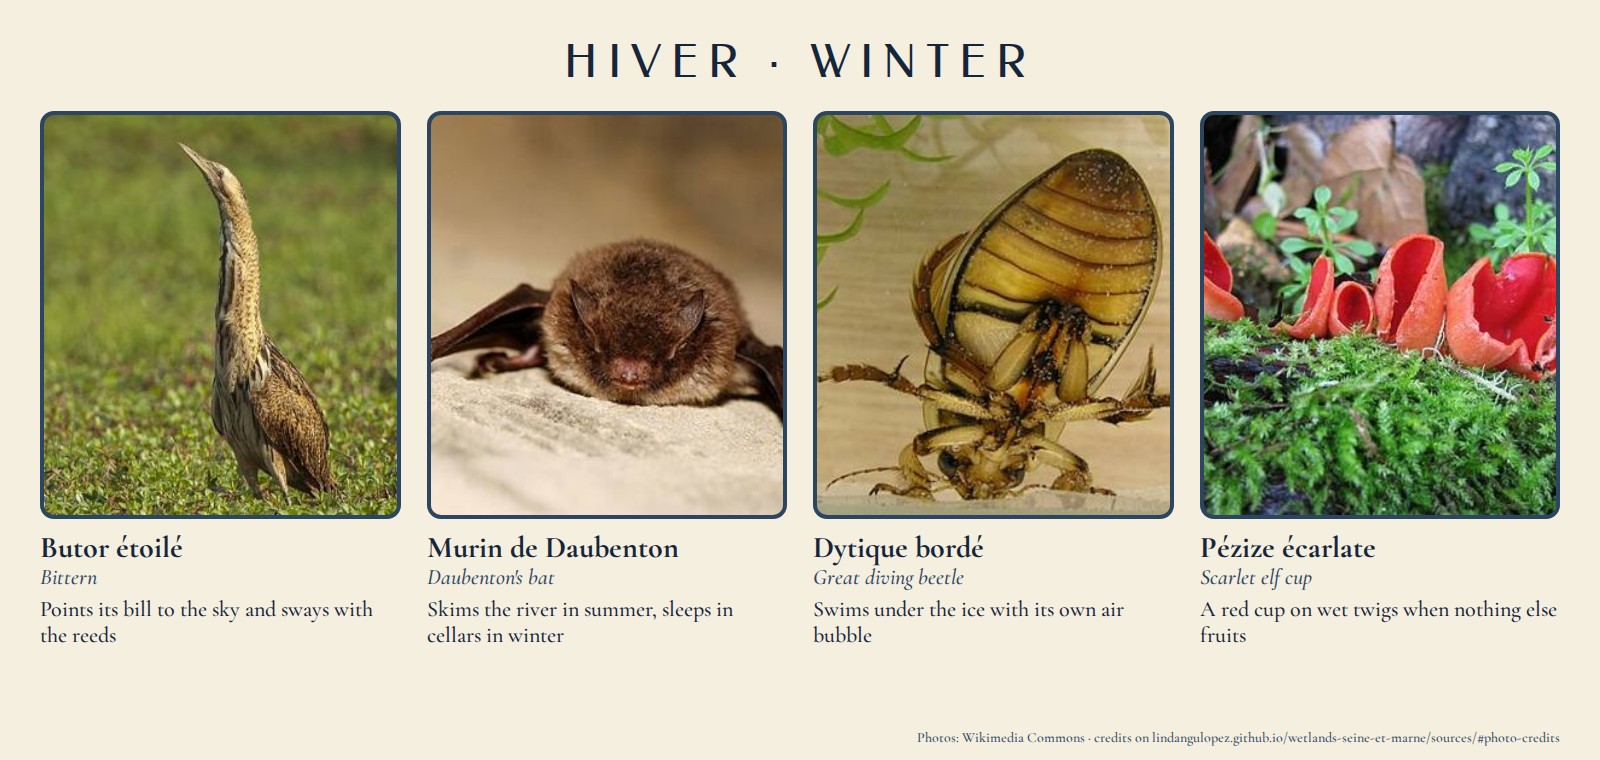 HIVER · WINTER
Butor étoilé
Bittern
Points its bill to the sky and sways with
the reeds
Murin de Daubenton
Daubenton's bat
Skims the river in summer, sleeps in
cellars in winter
Dytique bordé
Great diving beetle
Swims under the ice with its own air
bubble
Pézize écarlate
Scarlet elf cup
A red cup on wet twigs when nothing else
fruits
Photos: Wikimedia Commons · credits on lindangulopez.github.io/wetlands-seine-et-marne/sources/#photo-credits